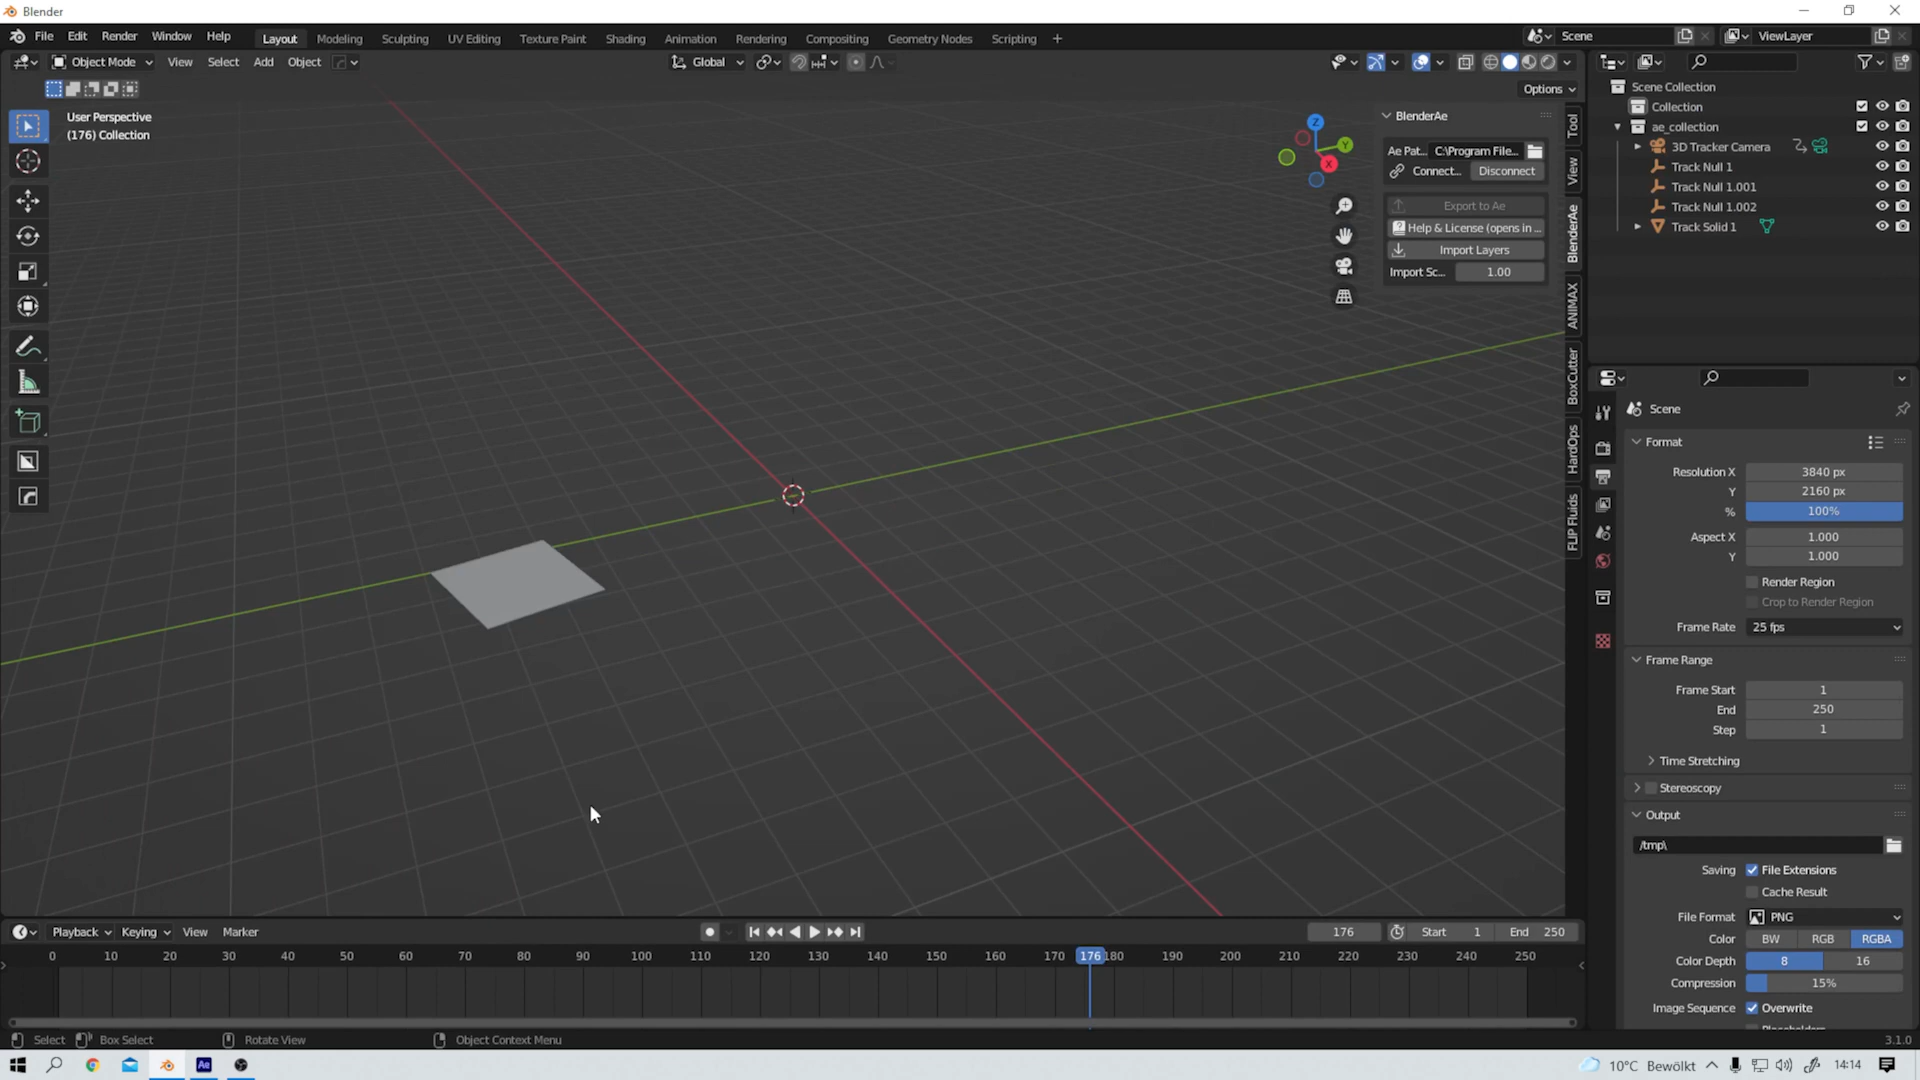 Blender
File Edit Render Window Help
Layout Modeling Sculpting UV Editing Texture Paint Shading Animation Rendering Compositing Geometry Nodes Scripting +
Scene
ViewLayer
Object Mode View Select Add Object
Global
Options
User Perspective
(176) Collection
Z
Y
X
BlenderAe
Ae Pat... C:\Program File...
Connect... Disconnect
Export to Ae
Help & License (opens in ...
Import Layers
Import Sc... 1.00
Tool
View
BlenderAe
ANIMAX
BoxCutter
HardOps
FLIP Fluids
Scene Collection
Collection
ae_collection
3D Tracker Camera
Track Null 1
Track Null 1.001
Track Null 1.002
Track Solid 1
Scene
Format
Resolution X 3840 px
Y 2160 px
% 100%
Aspect X 1.000
Y 1.000
Render Region
Crop to Render Region
Frame Rate 25 fps
Frame Range
Frame Start 1
End 250
Step 1
Time Stretching
Stereoscopy
Output
/tmp\
Saving File Extensions
Cache Result
File Format PNG
Color BW RGB RGBA
Color Depth 8 16
Compression 15%
Image Sequence Overwrite
Playback Keying View Marker
176 Start 1 End 250
0 10 20 30 40 50 60 70 80 90 100 110 120 130 140 150 160 170 176 180 190 200 210 220 230 240 250
Select Box Select Rotate View Object Context Menu
3.1.0
Ae
10°C Bewölkt
14:14